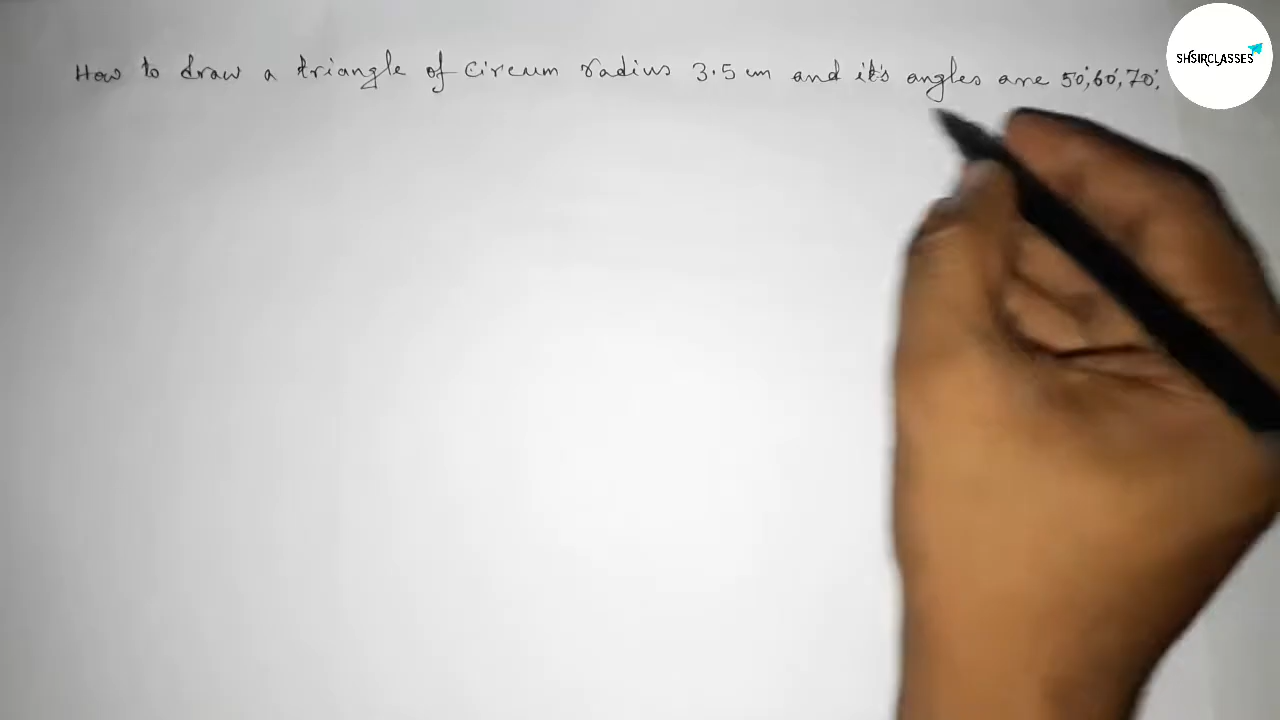 How to draw a triangle of circum radius 3.5 cm and it's angles are 50°, 60°, 70°.
SHSIRCLASSES